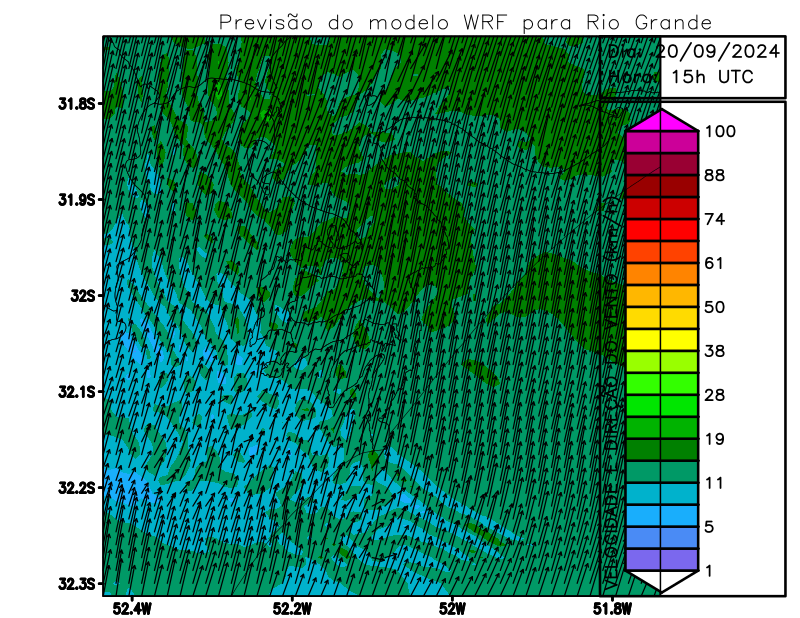 Previsão do modelo WRF para Rio Grande
Dia: 20/09/2024
Hora: 15h UTC
31.8S
31.9S
32S
32.1S
32.2S
32.3S
52.4W
52.2W
52W
51.8W
VELOCIDADE E DIREÇÃO DO VENTO (km/h)
100
88
74
61
50
38
28
19
11
5
1